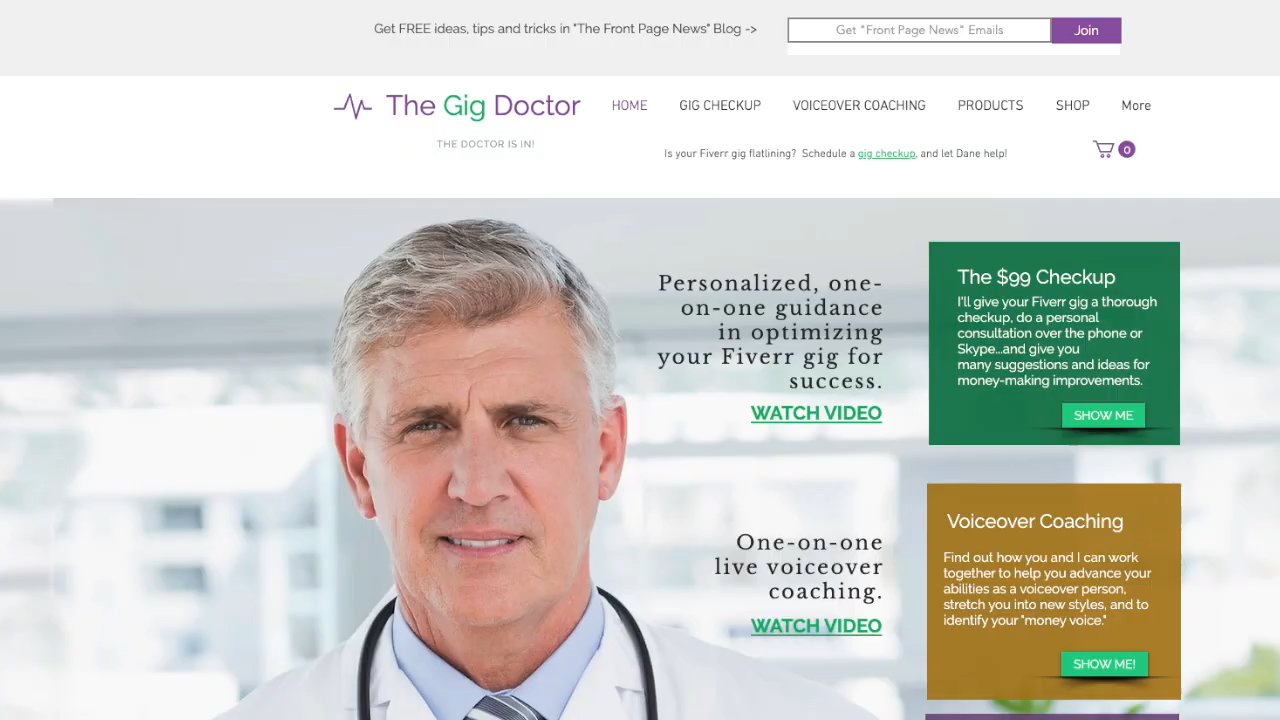 Get FREE ideas, tips and tricks in "The Front Page News" Blog ->
Get "Front Page News" Emails
Join
The Gig Doctor
HOME
GIG CHECKUP
VOICEOVER COACHING
PRODUCTS
SHOP
More
THE DOCTOR IS IN!
Is your Fiverr gig flatlining? Schedule a gig checkup, and let Dane help!
0
Personalized, one-
on-one guidance
in optimizing
your Fiverr gig for
success.
WATCH VIDEO
The $99 Checkup
I'll give your Fiverr gig a thorough
checkup, do a personal
consultation over the phone or
Skype...and give you
many suggestions and ideas for
money-making improvements.
SHOW ME
One-on-one
live voiceover
coaching.
WATCH VIDEO
Voiceover Coaching
Find out how you and I can work
together to help you advance your
abilities as a voiceover person,
stretch you into new styles, and to
identify your "money voice."
SHOW ME!